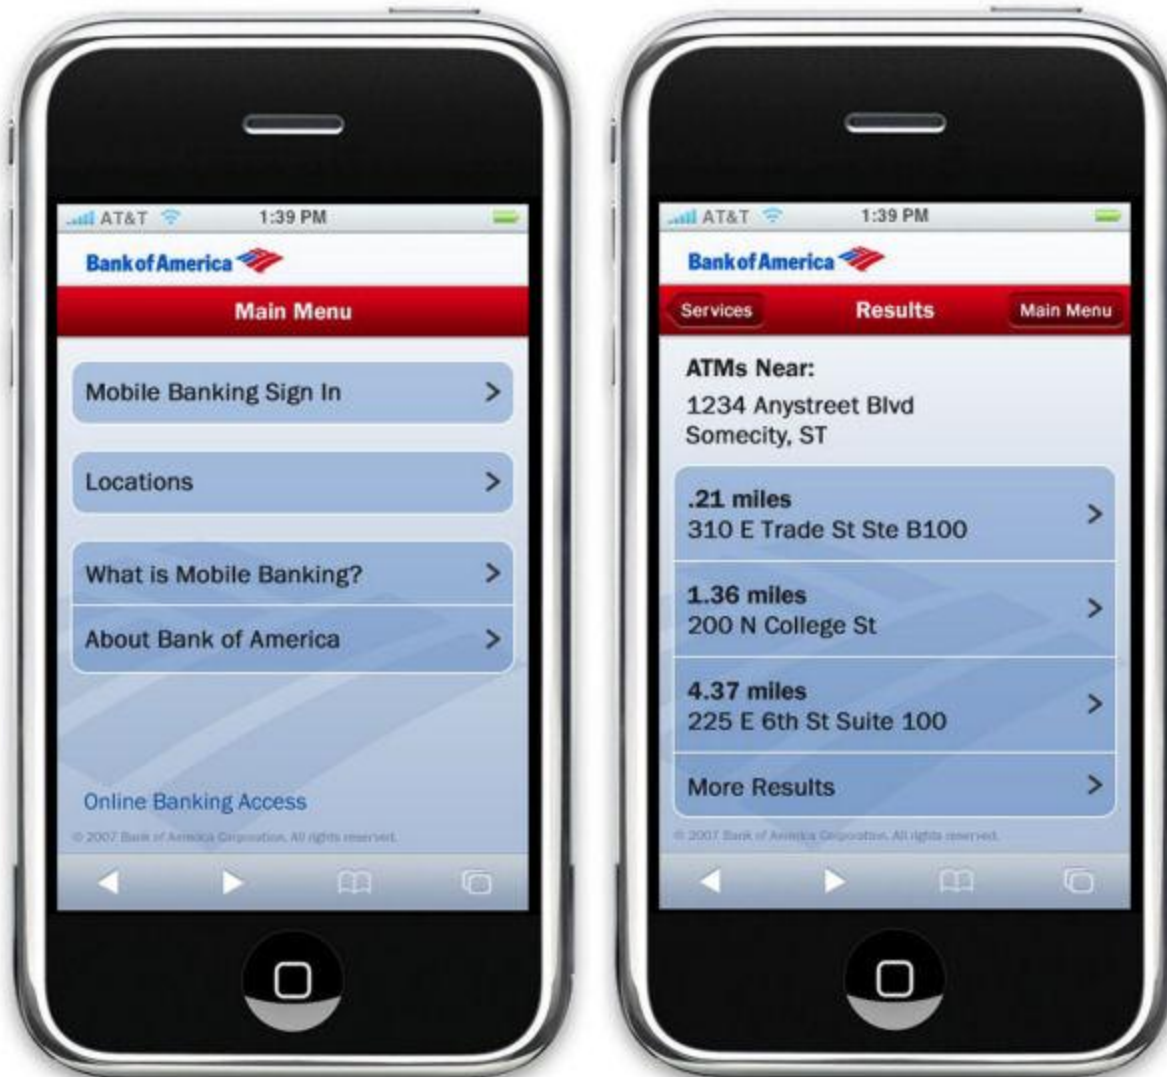 AT&T 1:39 PM
Bank of America
Main Menu
Mobile Banking Sign In
Locations
What is Mobile Banking?
About Bank of America
Online Banking Access
© 2007 Bank of America Corporation. All rights reserved.
AT&T 1:39 PM
Bank of America
Services Results Main Menu
ATMs Near:
1234 Anystreet Blvd
Somecity, ST
.21 miles
310 E Trade St Ste B100
1.36 miles
200 N College St
4.37 miles
225 E 6th St Suite 100
More Results
© 2007 Bank of America Corporation. All rights reserved.